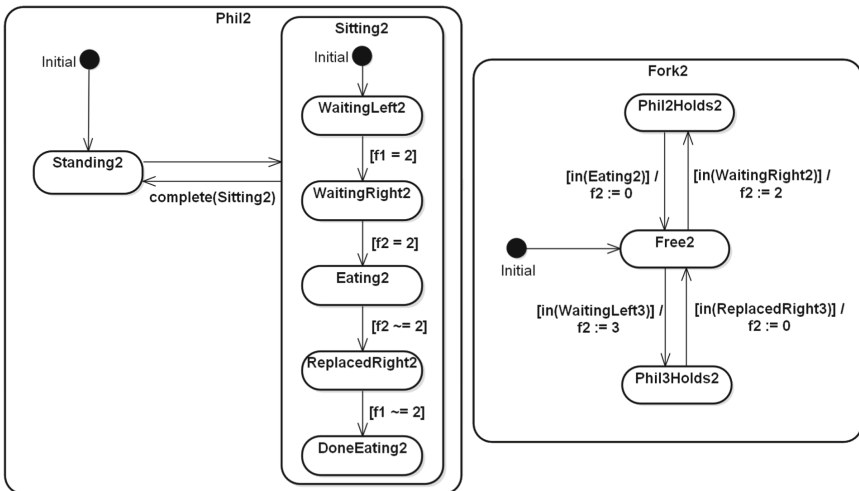 Phil2
Initial
Standing2
complete(Sitting2)
Sitting2
Initial
WaitingLeft2
[f1 = 2]
WaitingRight2
[f2 = 2]
Eating2
[f2 ~= 2]
ReplacedRight2
[f1 ~= 2]
DoneEating2
Fork2
Phil2Holds2
[in(Eating2)] /
f2 := 0
[in(WaitingRight2)] /
f2 := 2
Free2
Initial
[in(WaitingLeft3)] /
f2 := 3
[in(ReplacedRight3)] /
f2 := 0
Phil3Holds2